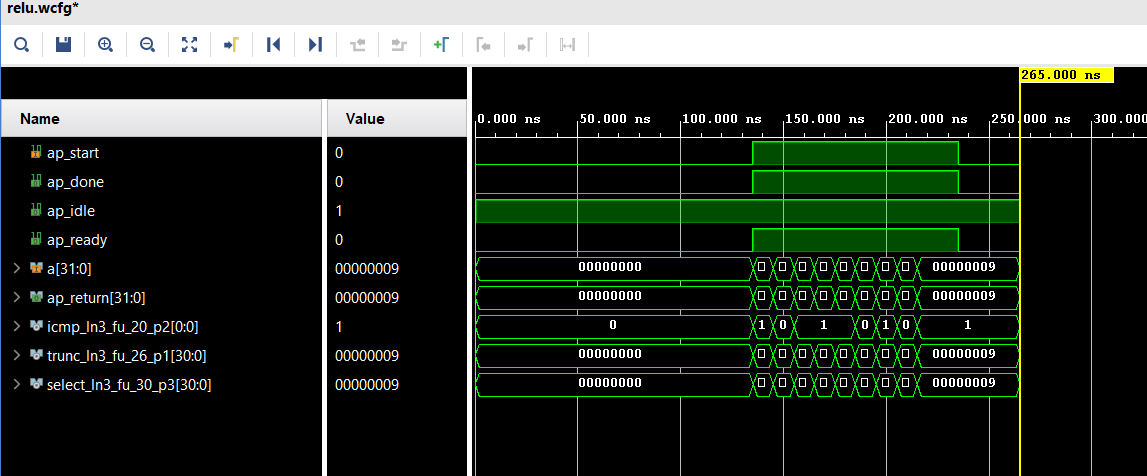 relu.wcfg*
265.000 ns
Name Value
0.000 ns 50.000 ns 100.000 ns 150.000 ns 200.000 ns 250.000 ns 300.000
ap_start 0
ap_done 0
ap_idle 1
ap_ready 0
a[31:0] 00000009 00000000 00000009
ap_return[31:0] 00000009 00000000 00000009
icmp_ln3_fu_20_p2[0:0] 1 0 1 0 1 0 1 0 1
trunc_ln3_fu_26_p1[30:0] 00000009 00000000 00000009
select_ln3_fu_30_p3[30:0] 00000009 00000000 00000009